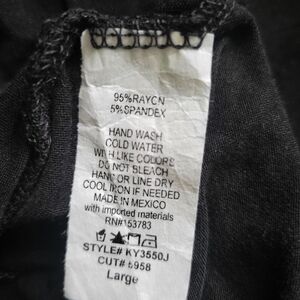 95%RAYON
5%SPANDEX
HAND WASH
COLD WATER
WITH LIKE COLORS
DO NOT BLEACH
HANG OR LINE DRY
COOL IRON IF NEEDED
MADE IN MEXICO
with imported materials
RN#153783
STYLE# KY3550J
CUT# 5958
Large